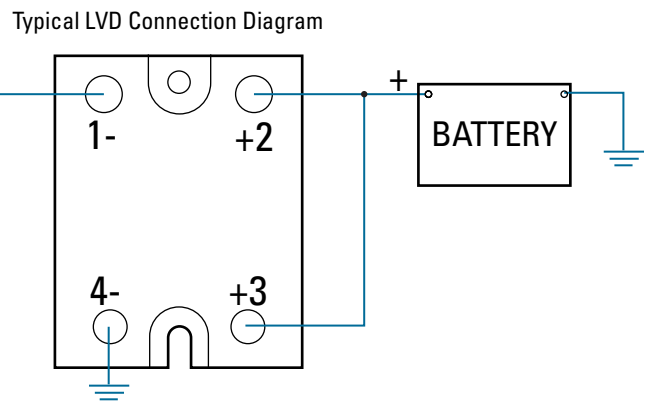 Typical LVD Connection Diagram
1- +2 +
BATTERY
4- +3